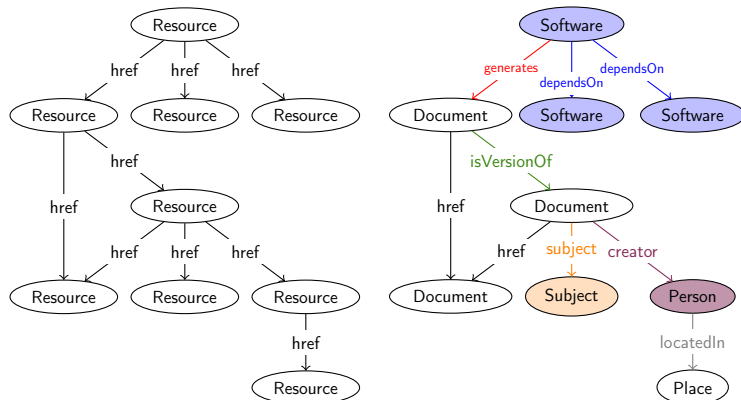 Resource
href
href
href
Resource
Resource
Resource
href
href
Resource
href
href
href
Resource
Resource
Resource
href
Resource
Software
generates
dependsOn
dependsOn
Document
Software
Software
isVersionOf
href
Document
href
subject
creator
Document
Subject
Person
locatedIn
Place